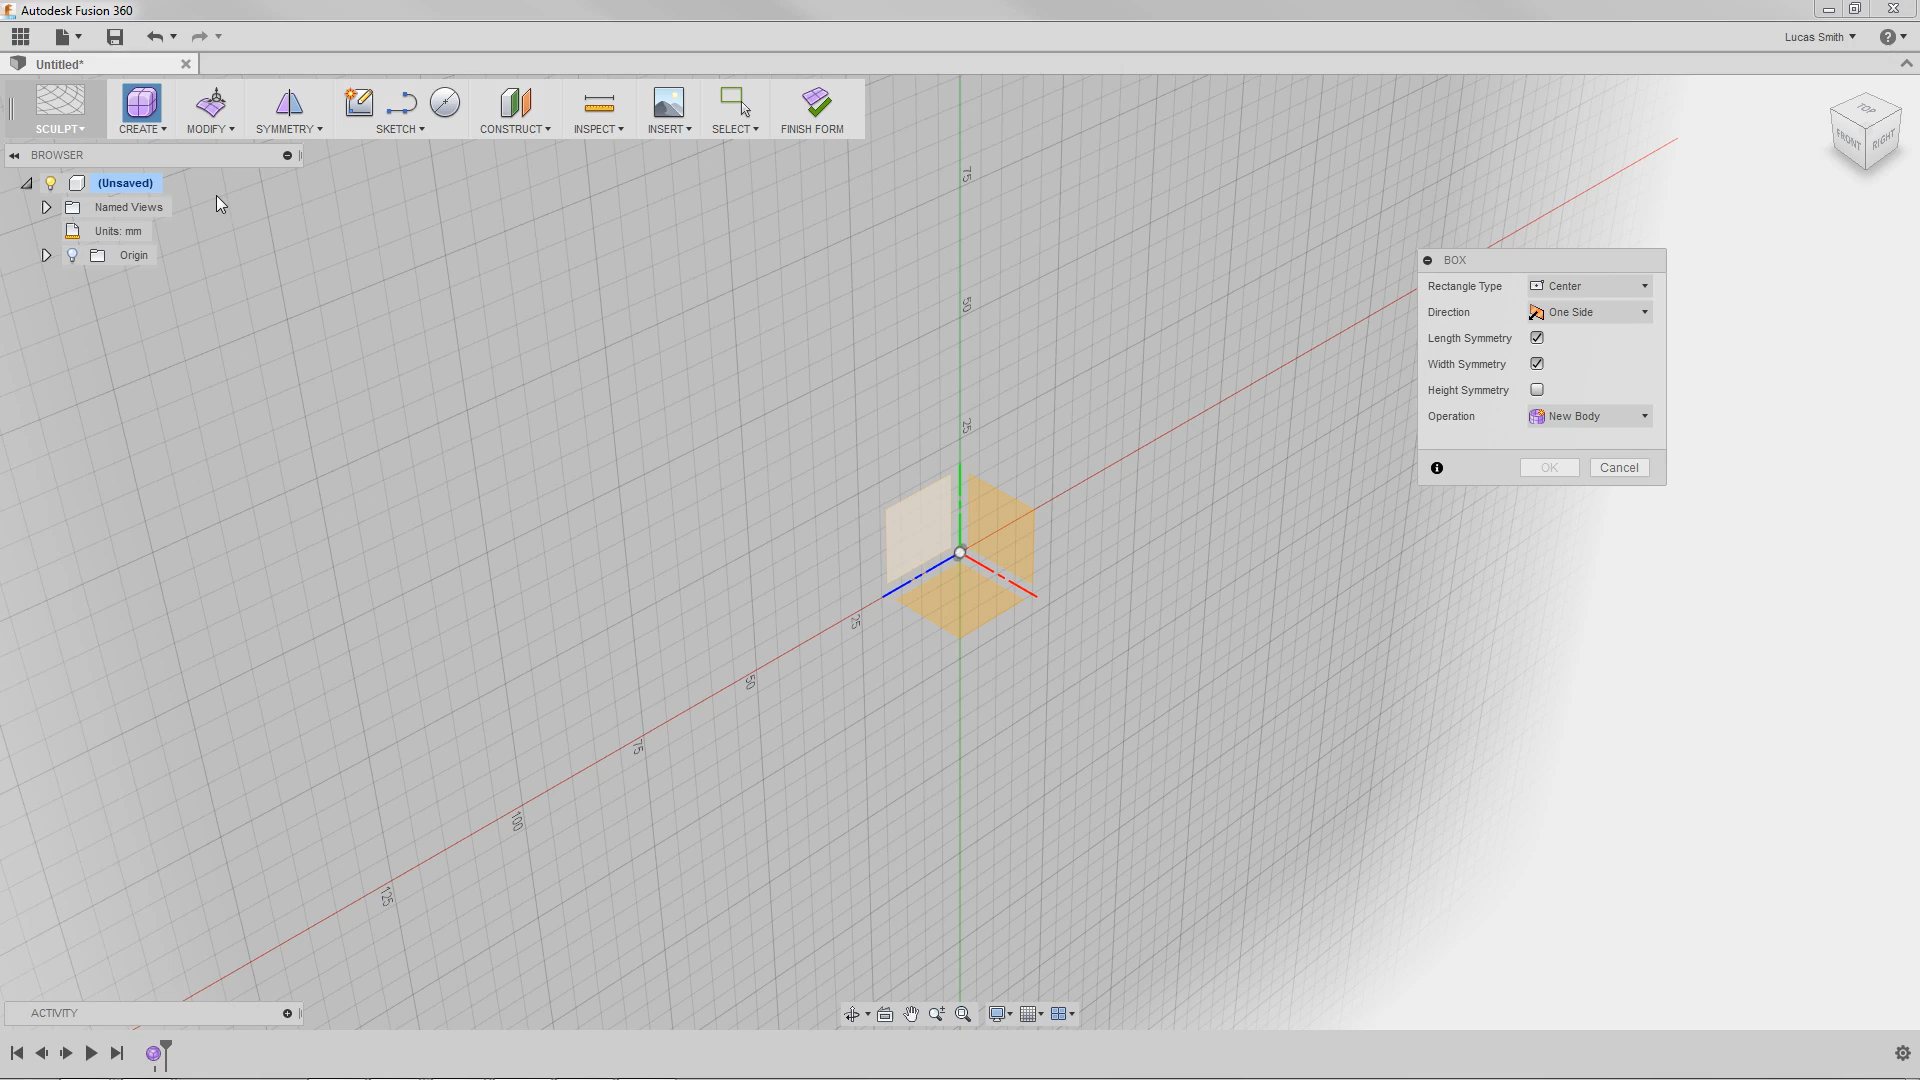 Autodesk Fusion 360
Lucas Smith
Untitled*
SCULPT
CREATE
MODIFY
SYMMETRY
SKETCH
CONSTRUCT
INSPECT
INSERT
SELECT
FINISH FORM
TOP
FRONT
RIGHT
BROWSER
(Unsaved)
Named Views
Units: mm
Origin
75
50
25
25
50
75
100
125
BOX
Rectangle Type Center
Direction One Side
Length Symmetry
Width Symmetry
Height Symmetry
Operation New Body
OK Cancel
ACTIVITY